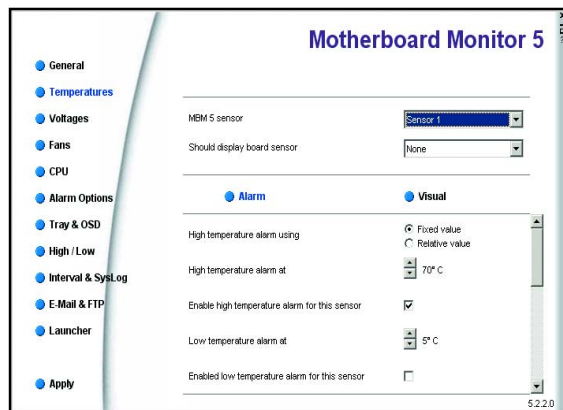 Motherboard Monitor 5
General
Temperatures
Voltages
Fans
CPU
Alarm Options
Tray & OSD
High / Low
Interval & SysLog
E-Mail & FTP
Launcher
Apply
MBM 5 sensor
Sensor 1
Should display board sensor
None
Alarm
Visual
High temperature alarm using
Fixed value
Relative value
High temperature alarm at
70° C
Enable high temperature alarm for this sensor
Low temperature alarm at
5° C
Enabled low temperature alarm for this sensor
5.2.2.0